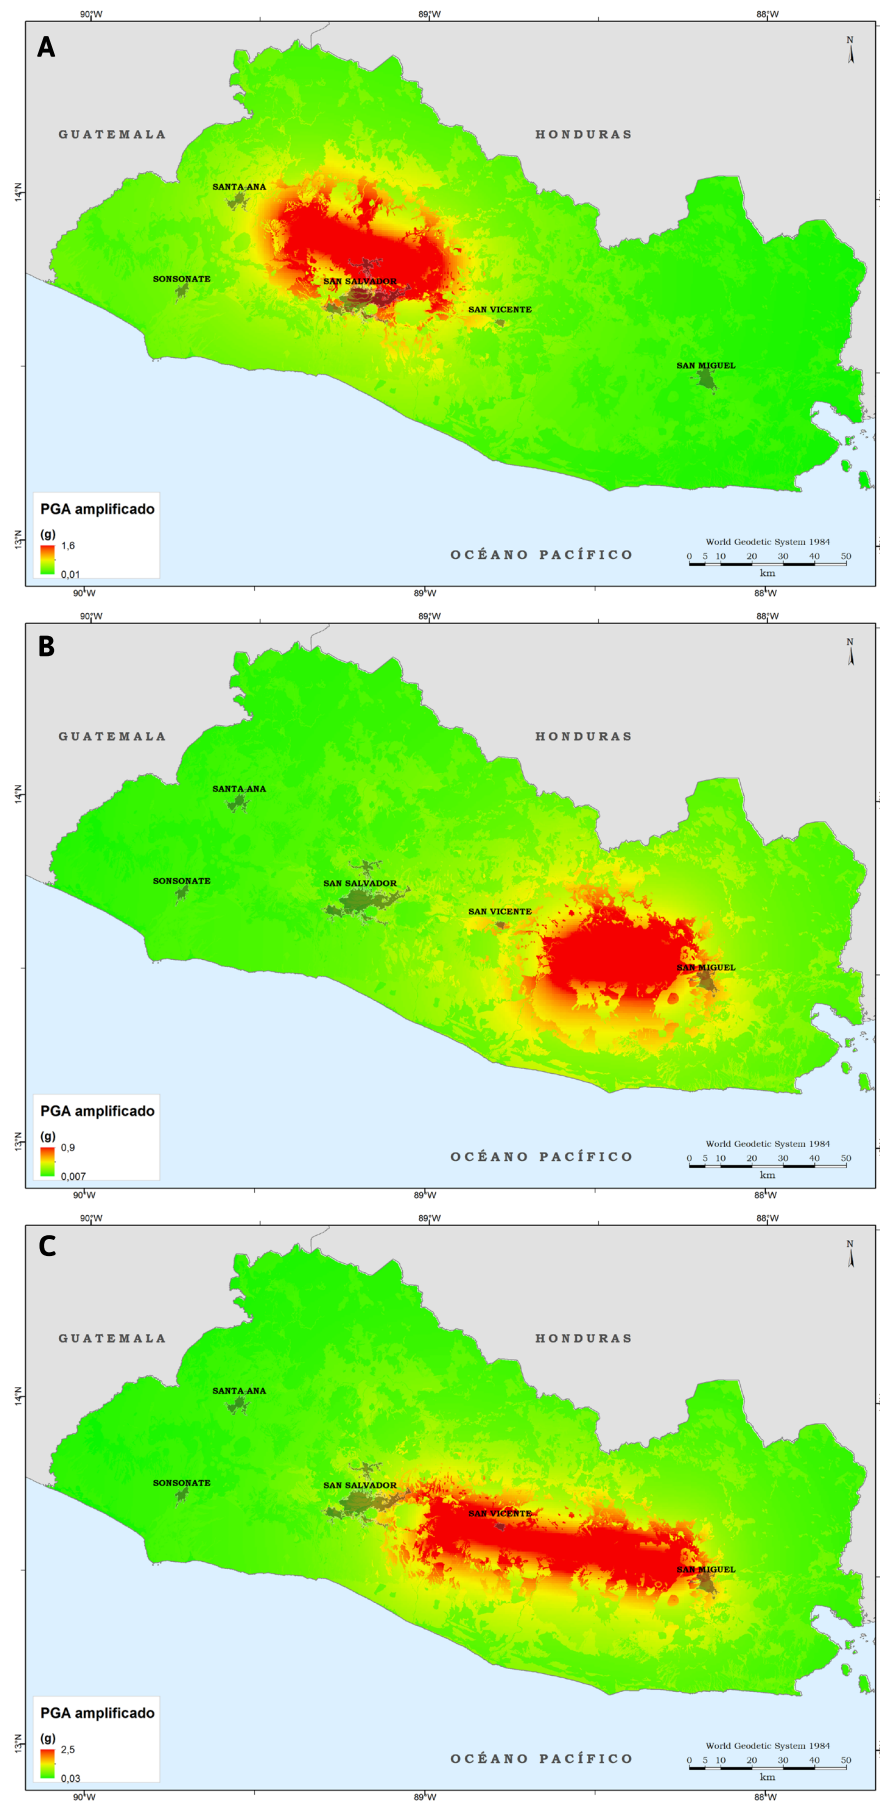 90°W 89°W 88°W
A
N
GUATEMALA HONDURAS
14°N
SANTA ANA
SONSONATE
SAN SALVADOR
SAN VICENTE
SAN MIGUEL
PGA amplificado
(g)
1,6
0,01
13°N
OCÉANO PACÍFICO
World Geodetic System 1984
0 5 10 20 30 40 50
km
90°W 89°W 88°W
90°W 89°W 88°W
B
N
GUATEMALA HONDURAS
14°N
SANTA ANA
SONSONATE
SAN SALVADOR
SAN VICENTE
SAN MIGUEL
PGA amplificado
(g)
0,9
0,007
13°N
OCÉANO PACÍFICO
World Geodetic System 1984
0 5 10 20 30 40 50
km
90°W 89°W 88°W
90°W 89°W 88°W
C
N
GUATEMALA HONDURAS
14°N
SANTA ANA
SONSONATE
SAN SALVADOR
SAN VICENTE
SAN MIGUEL
PGA amplificado
(g)
2,5
0,03
13°N
OCÉANO PACÍFICO
World Geodetic System 1984
0 5 10 20 30 40 50
km
90°W 89°W 88°W